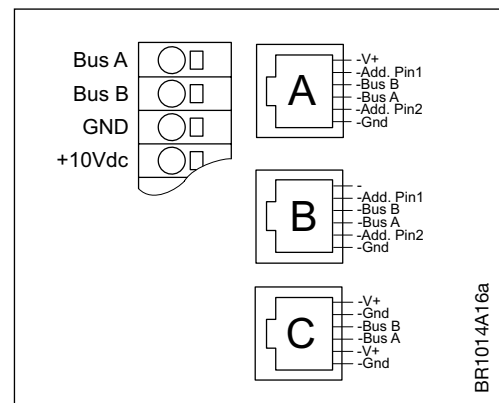 Bus A
Bus B
GND
+10Vdc
A
-V+
-Add. Pin1
-Bus B
-Bus A
-Add. Pin2
-Gnd
B
-
-Add. Pin1
-Bus B
-Bus A
-Add. Pin2
-Gnd
C
-V+
-Gnd
-Bus B
-Bus A
-V+
-Gnd
BR1014A16a